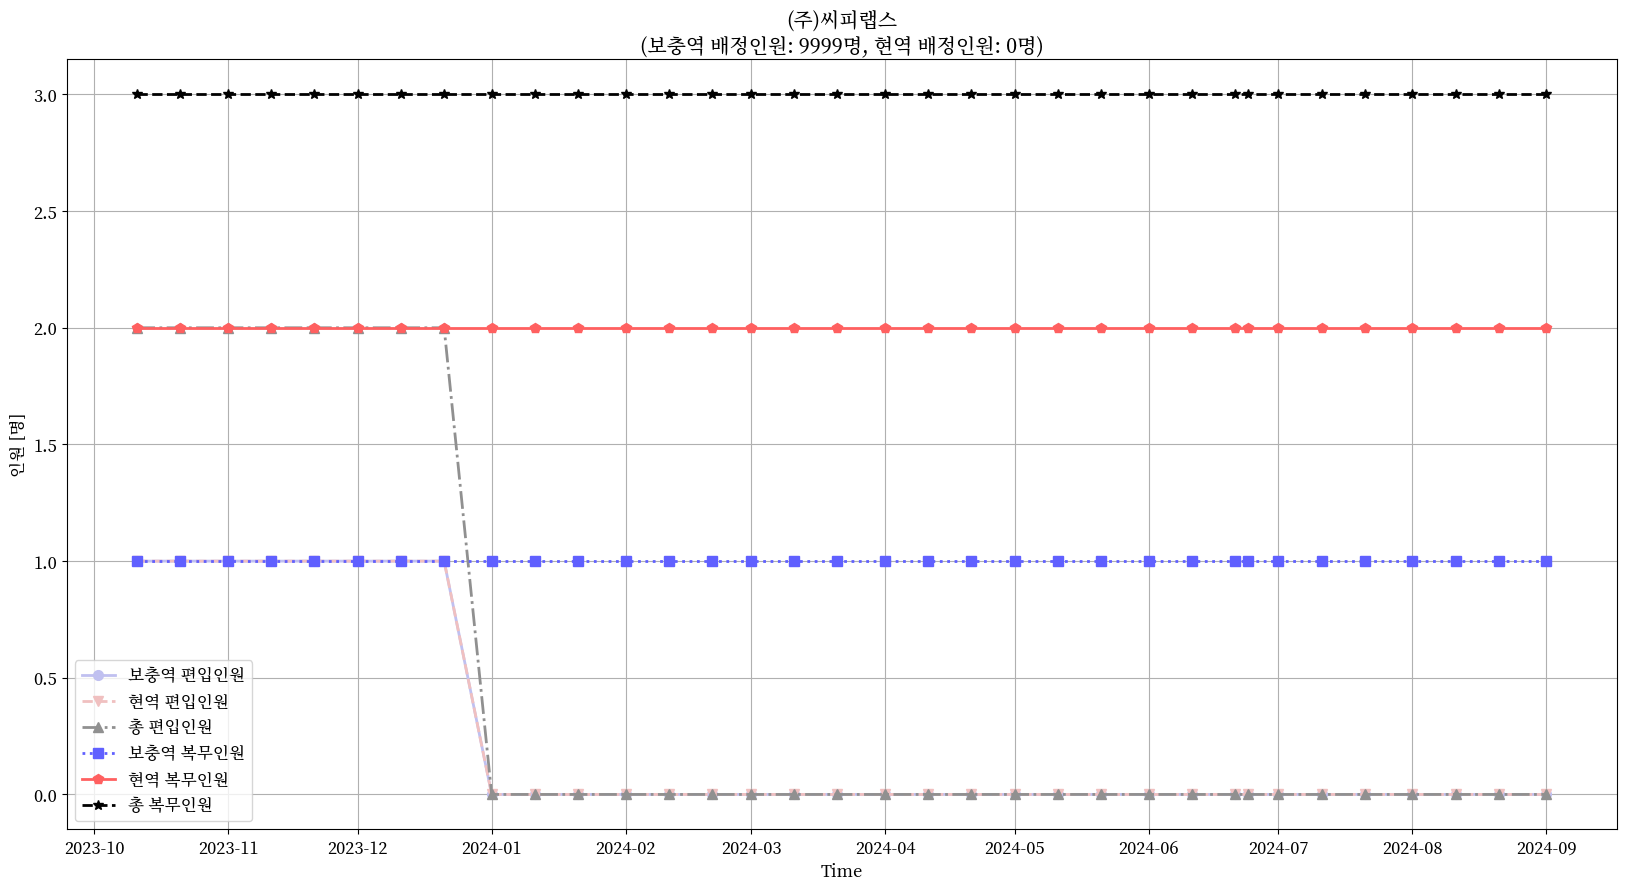 (주)씨피랩스
(보충역 배정인원: 9999명, 현역 배정인원: 0명)
3.0
2.5
2.0
1.5
1.0
0.5
0.0
인원 [명]
보충역 편입인원
현역 편입인원
총 편입인원
보충역 복무인원
현역 복무인원
총 복무인원
2023-10 2023-11 2023-12 2024-01 2024-02 2024-03 2024-04 2024-05 2024-06 2024-07 2024-08 2024-09
Time